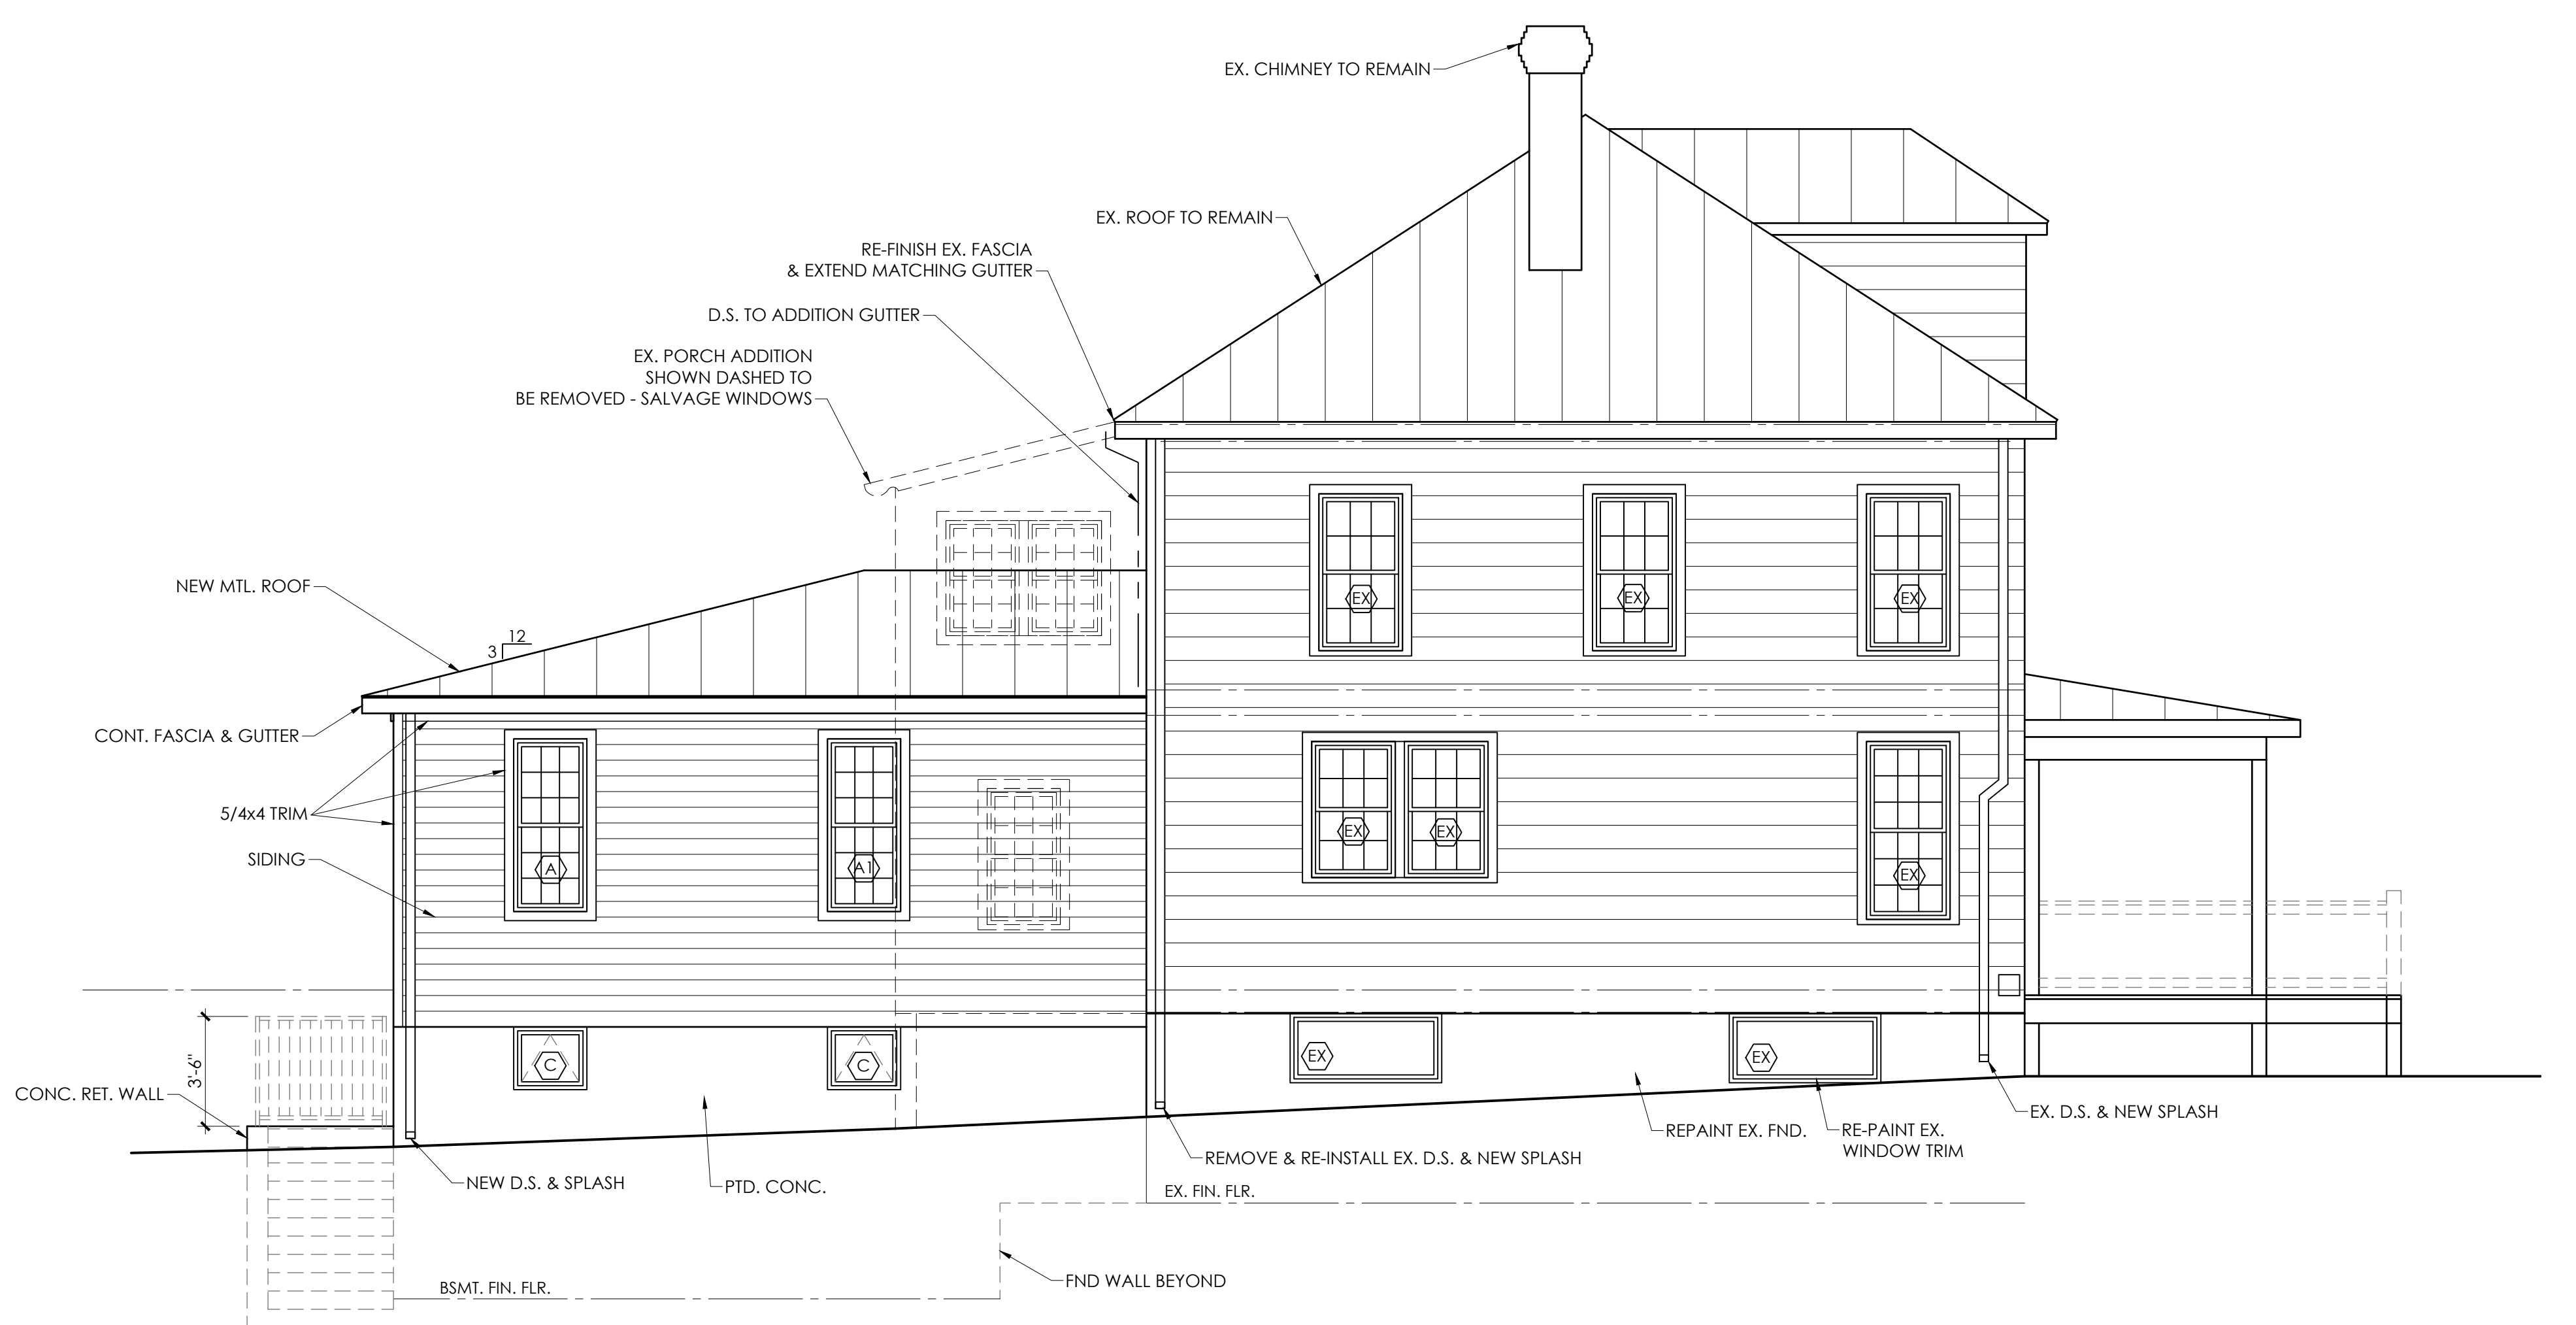 EX. CHIMNEY TO REMAIN
EX. ROOF TO REMAIN
RE-FINISH EX. FASCIA
& EXTEND MATCHING GUTTER
D.S. TO ADDITION GUTTER
EX. PORCH ADDITION
SHOWN DASHED TO
BE REMOVED - SALVAGE WINDOWS
NEW MTL. ROOF
12
3
EX
EX
EX
CONT. FASCIA & GUTTER
5/4x4 TRIM
SIDING
A
A1
EX
EX
EX
3'-6"
CONC. RET. WALL
C
C
EX
EX
NEW D.S. & SPLASH
PTD. CONC.
REMOVE & RE-INSTALL EX. D.S. & NEW SPLASH
REPAINT EX. FND.
RE-PAINT EX.
WINDOW TRIM
EX. D.S. & NEW SPLASH
EX. FIN. FLR.
FND WALL BEYOND
BSMT. FIN. FLR.